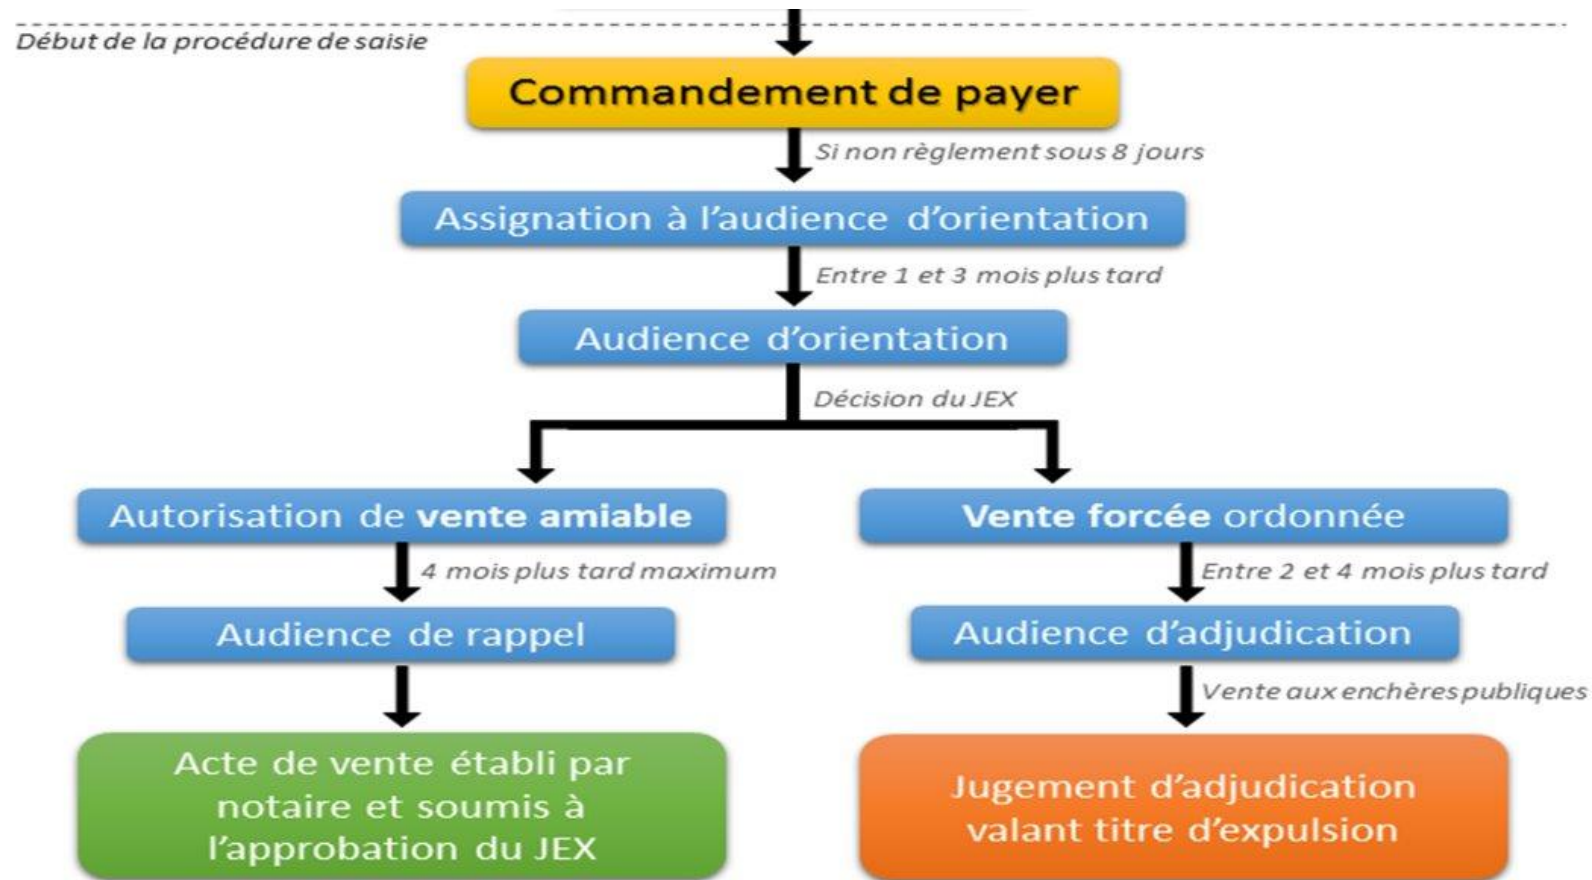 Début de la procédure de saisie
Commandement de payer
Si non règlement sous 8 jours
Assignation à l’audience d’orientation
Entre 1 et 3 mois plus tard
Audience d’orientation
Décision du JEX
Autorisation de vente amiable
Vente forcée ordonnée
4 mois plus tard maximum
Entre 2 et 4 mois plus tard
Audience de rappel
Audience d’adjudication
Vente aux enchères publiques
Acte de vente établi par
notaire et soumis à
l’approbation du JEX
Jugement d’adjudication
valant titre d’expulsion